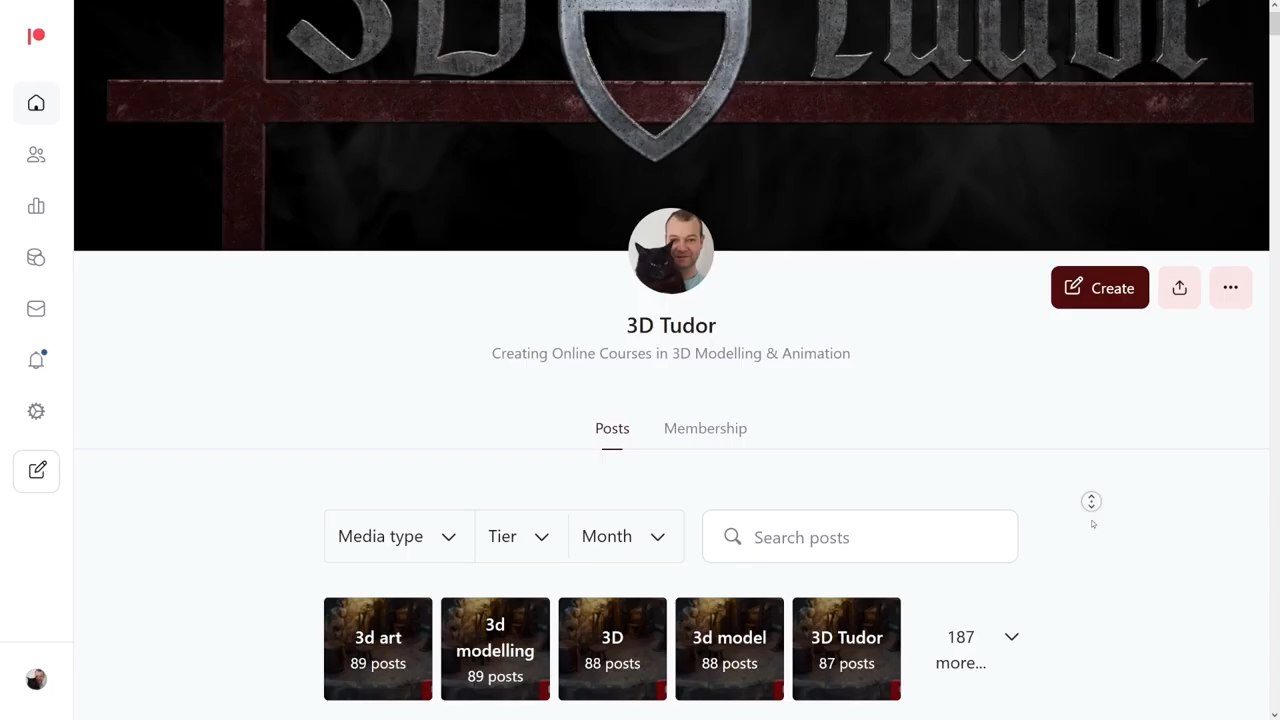 3D Tudor
Create
3D Tudor
Creating Online Courses in 3D Modelling & Animation
Posts
Membership
Media type
Tier
Month
Search posts
3d art
89 posts
3d
modelling
89 posts
3D
88 posts
3d model
88 posts
3D Tudor
87 posts
187
more...